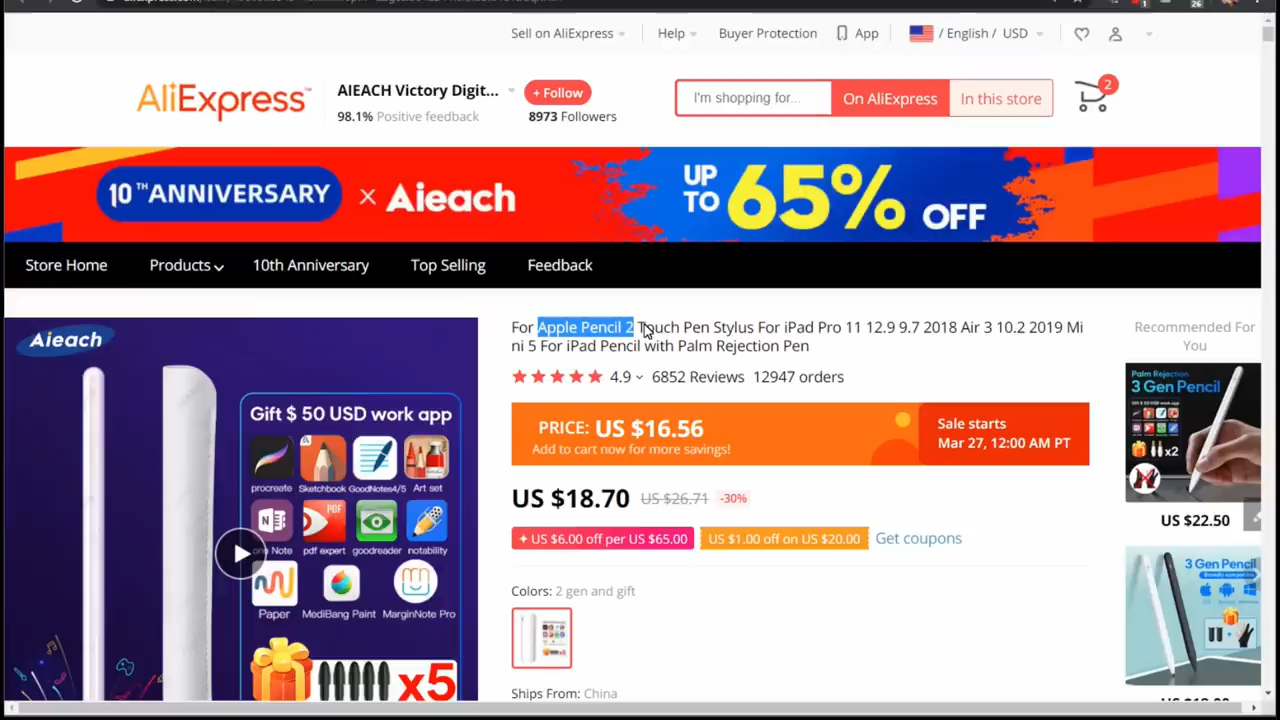 Sell on AliExpress
Help
Buyer Protection
App
/ English / USD
AliExpress™
AIEACH Victory Digit...
+ Follow
98.1% Positive feedback
8973 Followers
I'm shopping for...
On AliExpress
In this store
2
10TH ANNIVERSARY × Aieach
UP TO 65% OFF
Store Home
Products
10th Anniversary
Top Selling
Feedback
Aieach
Gift $ 50 USD work app
procreate
Sketchbook
GoodNotes4/5
Art set
one Note
pdf expert
goodreader
notability
Paper
MediBang Paint
MarginNote Pro
x5
For Apple Pencil 2 Touch Pen Stylus For iPad Pro 11 12.9 9.7 2018 Air 3 10.2 2019 Mi
ni 5 For iPad Pencil with Palm Rejection Pen
4.9
6852 Reviews
12947 orders
PRICE: US $16.56
Add to cart now for more savings!
Sale starts
Mar 27, 12:00 AM PT
US $18.70
US $26.71
-30%
US $6.00 off per US $65.00
US $1.00 off on US $20.00
Get coupons
Colors: 2 gen and gift
Ships From: China
Recommended For
You
Palm Rejection
3 Gen Pencil
x2
US $22.50
3 Gen Pencil